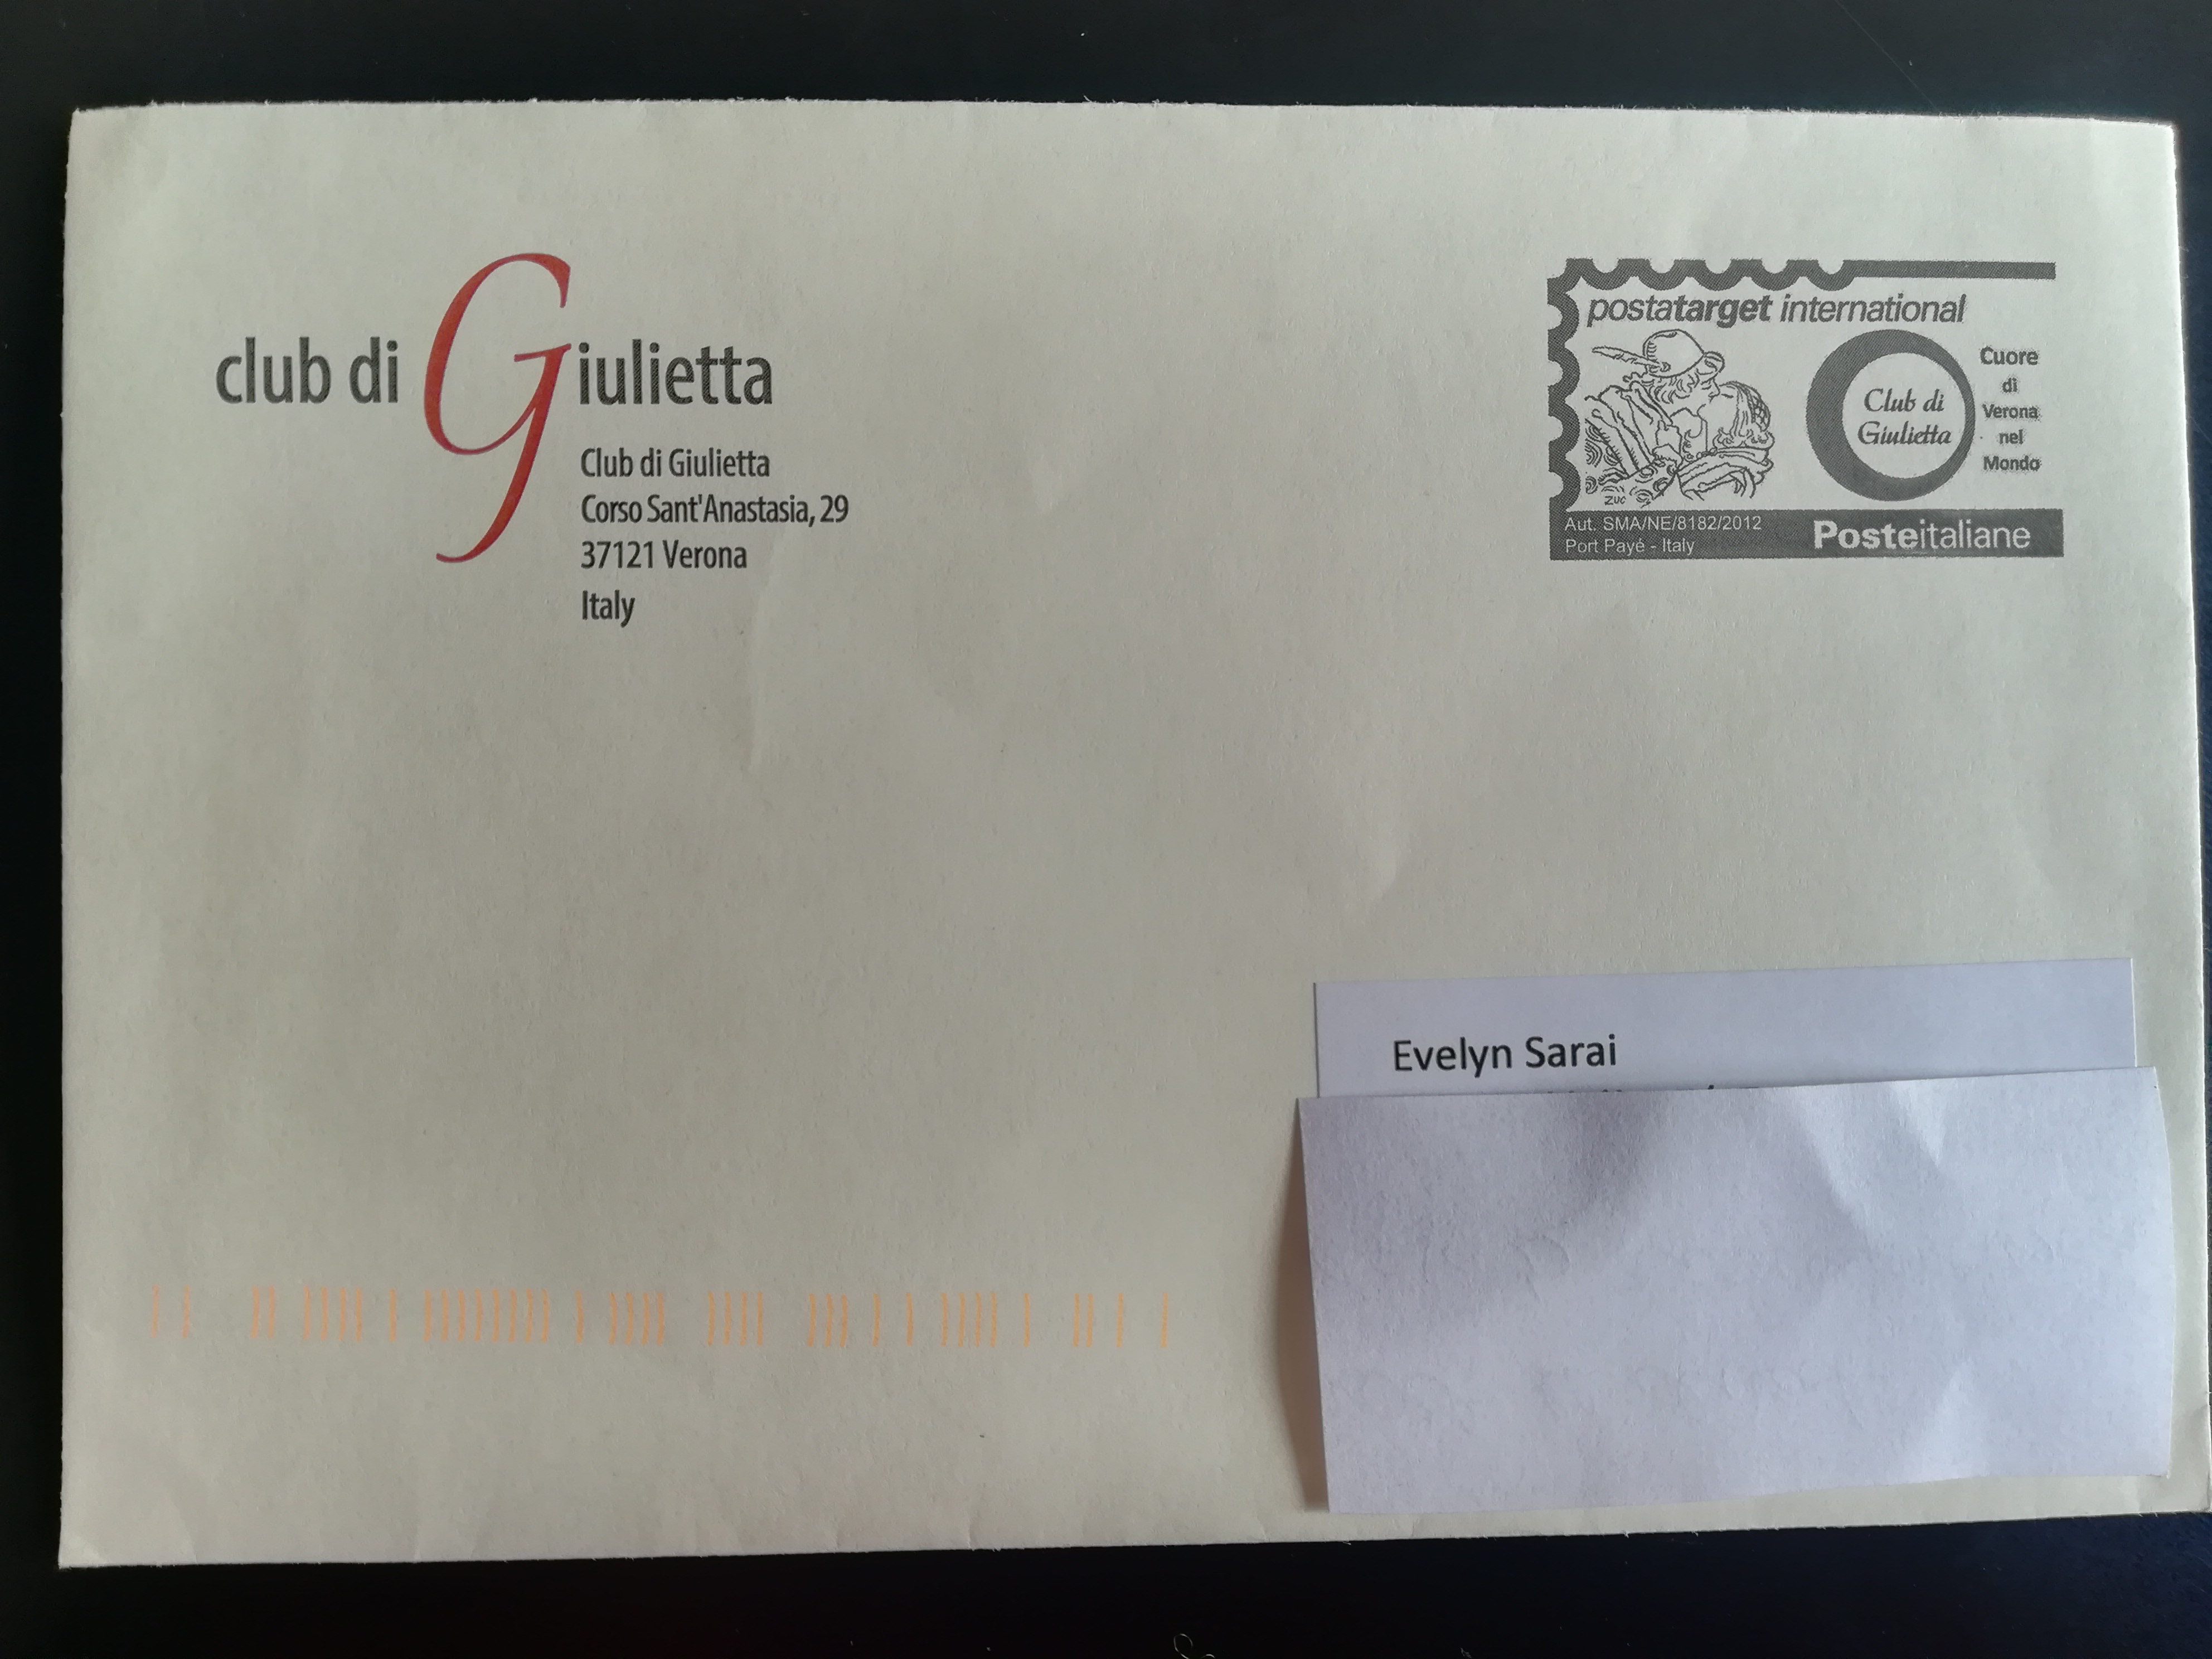 club di Giulietta
Club di Giulietta
Corso Sant'Anastasia, 29
37121 Verona
Italy
postatarget international
Club di
Giulietta
Cuore
di
Verona
nel
Mondo
ZUC
Aut. SMA/NE/8182/2012
Port Payé - Italy
Posteitaliane
Evelyn Sarai